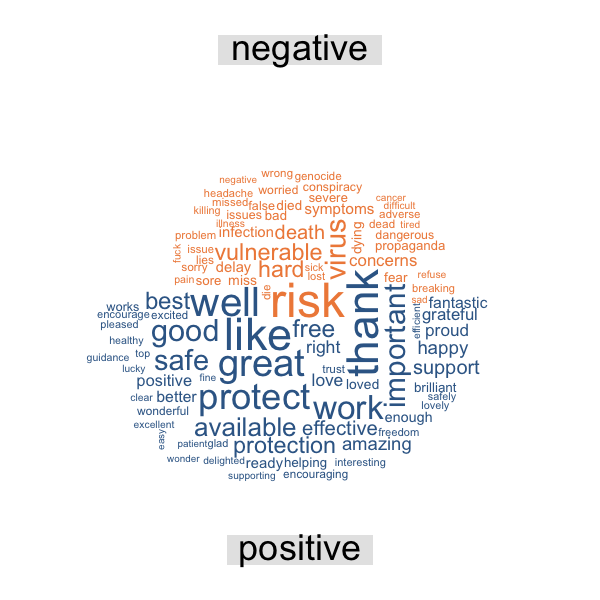 negative
wrong genocide
negative
conspiracy
worried
headache
severe
missed
false died
symptoms
cancer
difficult
killing
issues bad
adverse
illness
dead tired
problem
infection death
virus
dying
dangerous
fuck
issue
vulnerable
propaganda
lies
concerns
sorry delay
hard
sick
lost
pain sore miss
die
risk
fear
refuse
breaking
sad
works
best well
thank
important
fantastic
encourage excited
like
grateful
pleased
good
free
efficient
proud
healthy
right
happy
guidance top
safe great
lucky
trust
support
positive fine
love loved
brilliant
clear better
protect work
safely
lovely
wonderful
enough
excellent
available effective freedom
easy
patient glad
protection amazing
wonder delighted ready helping interesting
supporting encouraging
positive